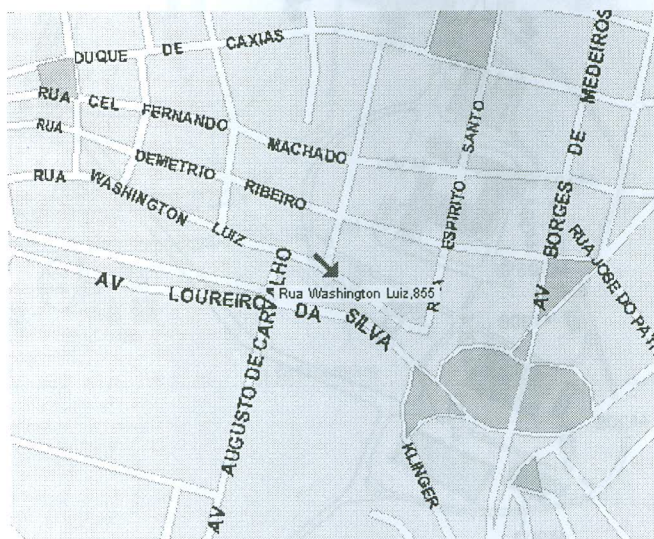 DUQUE DE CAXIAS
RUA CEL FERNANDO MACHADO
RUA DEMETRIO RIBEIRO
RUA WASHINGTON LUIZ
AV LOUREIRO DA SILVA
AV AUGUSTO DE CARVALHO
Rua Washington Luiz,855
ESPIRITO SANTO
AV BORGES DE MEDEIROS
RUA JOSE DO PATR
KLINGER